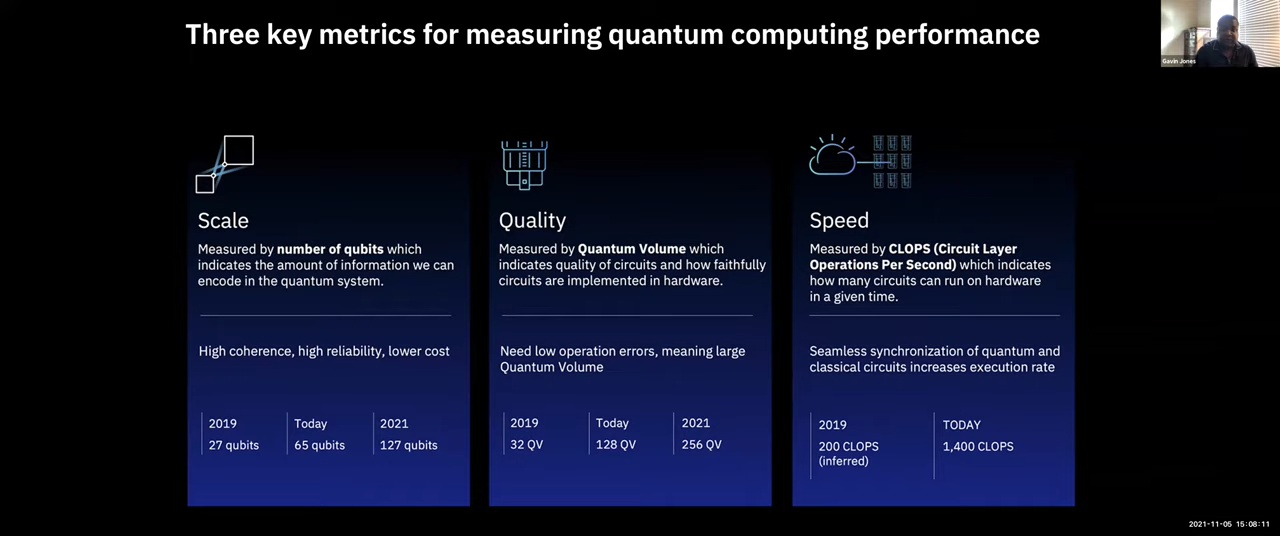 Three key metrics for measuring quantum computing performance
Gavin Jones
Scale
Measured by number of qubits which
indicates the amount of information we can
encode in the quantum system.
High coherence, high reliability, lower cost
2019
27 qubits
Today
65 qubits
2021
127 qubits
Quality
Measured by Quantum Volume which
indicates quality of circuits and how faithfully
circuits are implemented in hardware.
Need low operation errors, meaning large
Quantum Volume
2019
32 QV
Today
128 QV
2021
256 QV
Speed
Measured by CLOPS (Circuit Layer
Operations Per Second) which indicates
how many circuits can run on hardware
in a given time.
Seamless synchronization of quantum and
classical circuits increases execution rate
2019
200 CLOPS
(inferred)
TODAY
1,400 CLOPS
2021-11-05 15:08:11